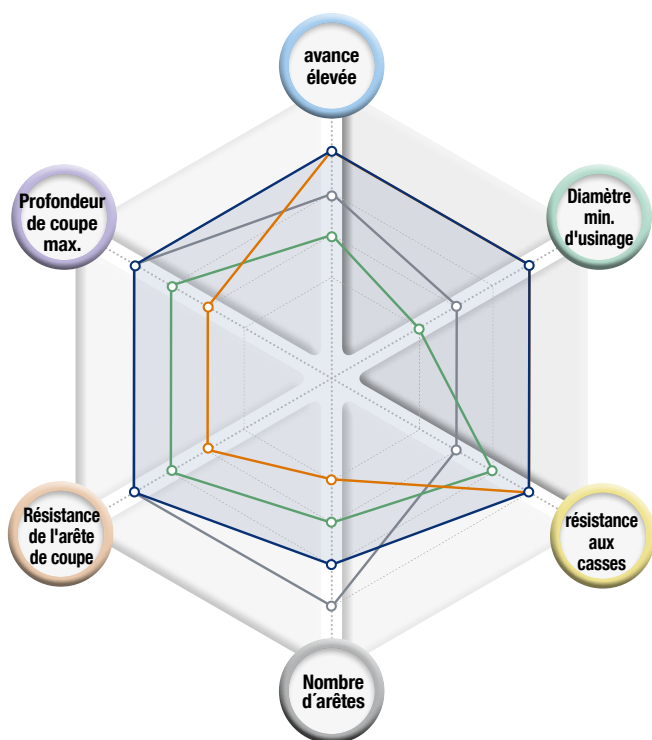 avance
élevée
Profondeur
de coupe
max.
Diamètre
min.
d'usinage
Résistance
de l'arête
de coupe
résistance
aux
casses
Nombre
d´arêtes